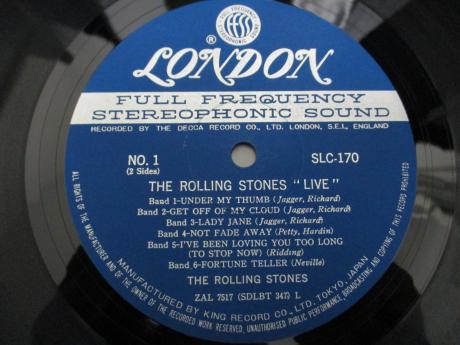 FULL FREQUENCY
STEREOPHONIC SOUND
®
LONDON
FULL FREQUENCY
STEREOPHONIC SOUND
RECORDED BY THE DECCA RECORD CO., LTD. LONDON, S.E.I., ENGLAND
NO. 1
(2 Sides)
SLC-170
THE ROLLING STONES "LIVE"
Band 1-UNDER MY THUMB (Jagger, Richard)
Band 2-GET OFF OF MY CLOUD (Jagger, Richard)
Band 3-LADY JANE (Jagger, Richard)
Band 4-NOT FADE AWAY (Petty, Hardin)
Band 5-I'VE BEEN LOVING YOU TOO LONG
(TO STOP NOW) (Ridding)
Band 6-FORTUNE TELLER (Neville)
THE ROLLING STONES
ZAL 7517 (SDLBT 347) L
MANUFACTURED BY KING RECORD CO., LTD. TOKYO, JAPAN
ALL RIGHTS OF THE MANUFACTURER AND OF THE OWNER OF THE RECORDED WORK RESERVED, UNAUTHORISED PUBLIC PERFORMANCE, BROADCASTING AND COPYING OF THIS RECORD PROHIBITED